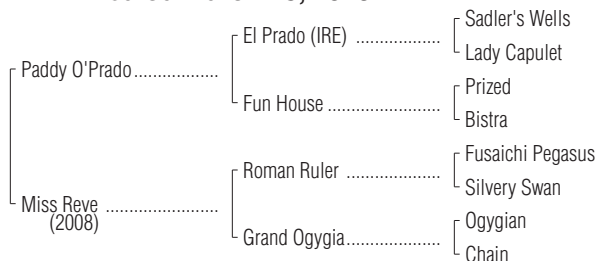 El Prado (IRE) ...................
Sadler's Wells
Lady Capulet
Paddy O'Prado...................
Fun House ........................
Prized
Bistra
Roman Ruler .....................
Fusaichi Pegasus
Silvery Swan
Miss Reve .........................
(2008)
Grand Ogygia....................
Ogygian
Chain